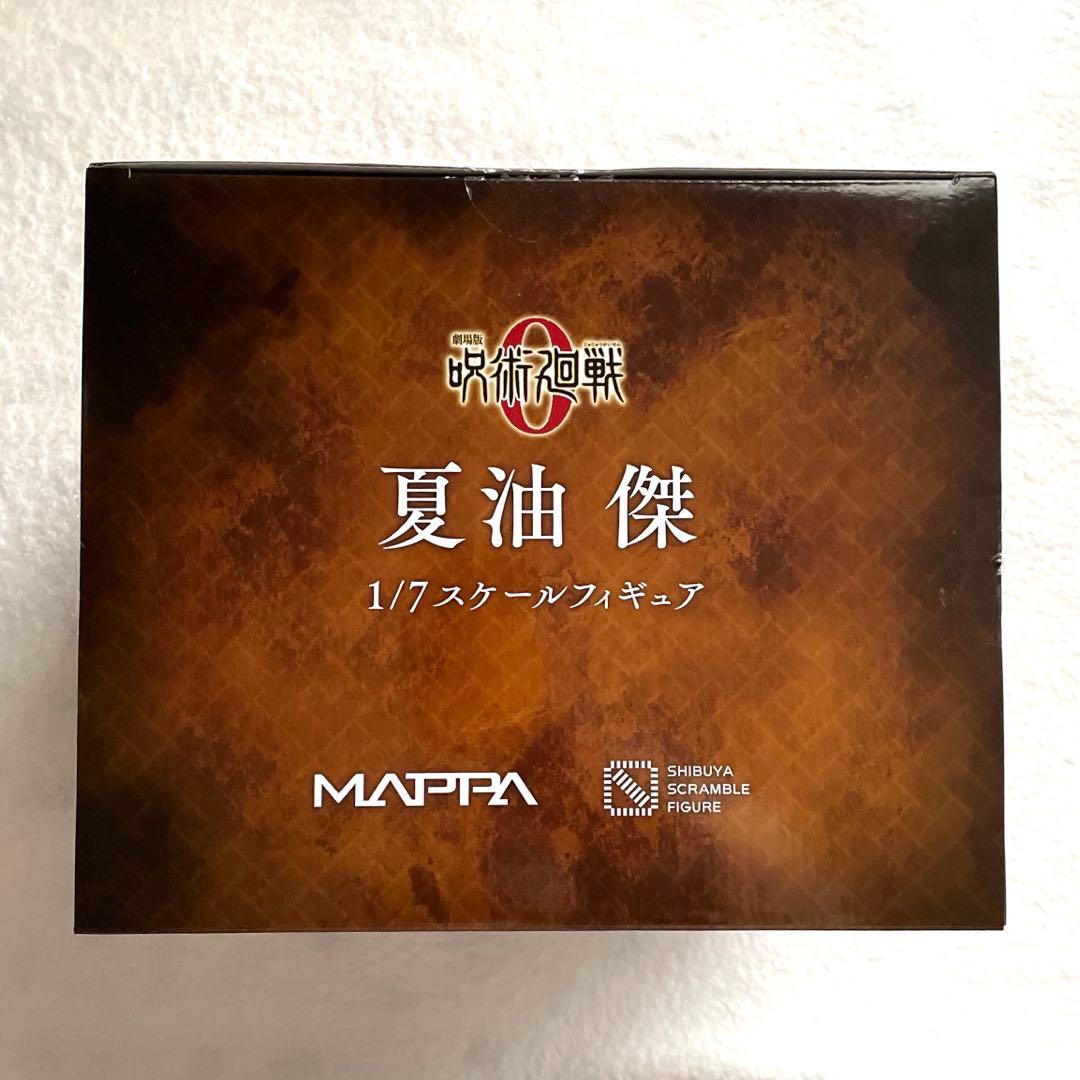 劇場版
じゅじゅつかいせん
呪術廻戦
0
夏油 傑
1/7スケールフィギュア
MAPPA
SHIBUYA
SCRAMBLE
FIGURE